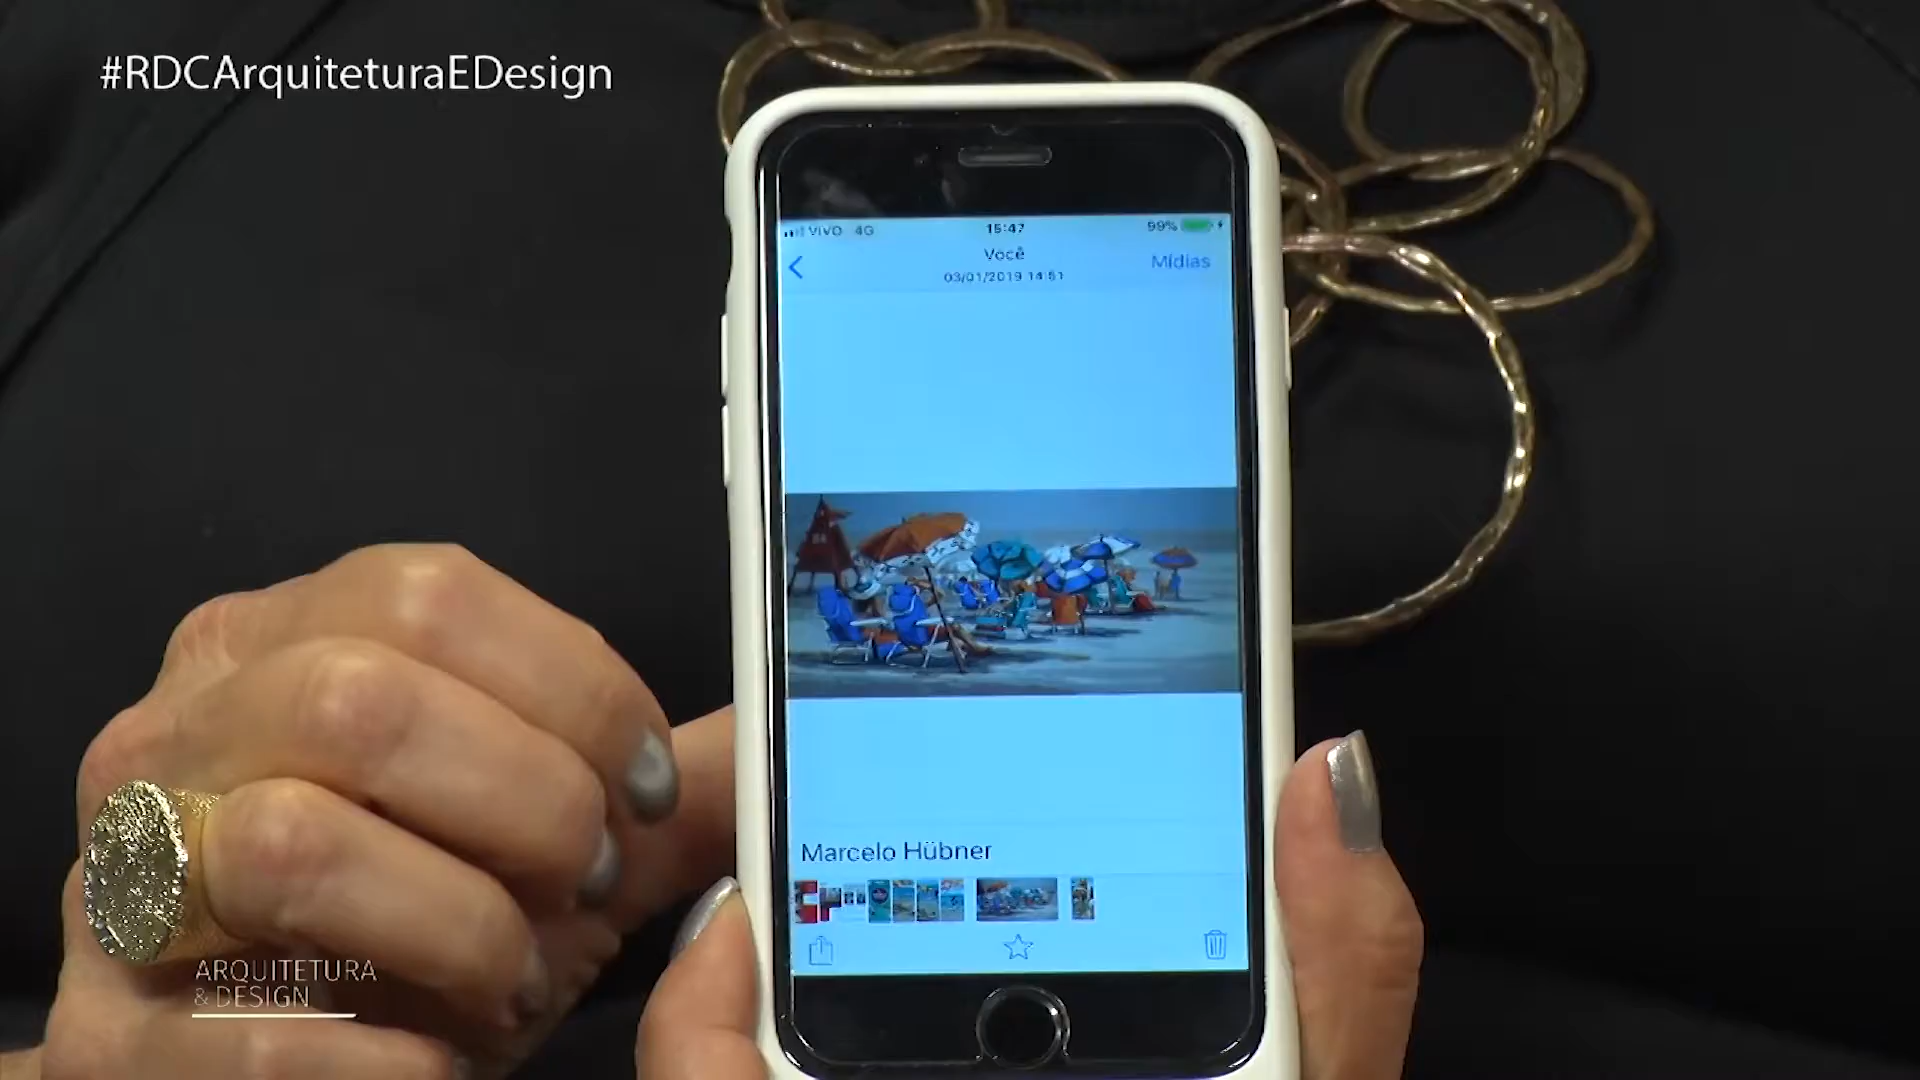 #RDCArquiteturaEDesign
VIVO 4G 15:47 99%
Você
03/01/2019 14:51
Mídias
Marcelo Hübner
ARQUITETURA
& DESIGN